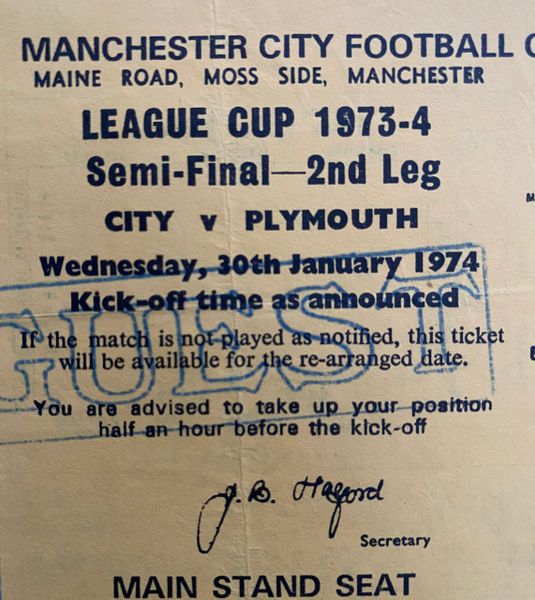 MANCHESTER CITY FOOTBALL
MAINE ROAD, MOSS SIDE, MANCHESTER
LEAGUE CUP 1973-4
Semi-Final—2nd Leg
CITY v PLYMOUTH
Wednesday, 30th January 1974
Kick-off time as announced
GUEST
If the match is not played as notified, this ticket
will be available for the re-arranged date.
You are advised to take up your position
half an hour before the kick-off
J. B. Hagord
Secretary
MAIN STAND SEAT